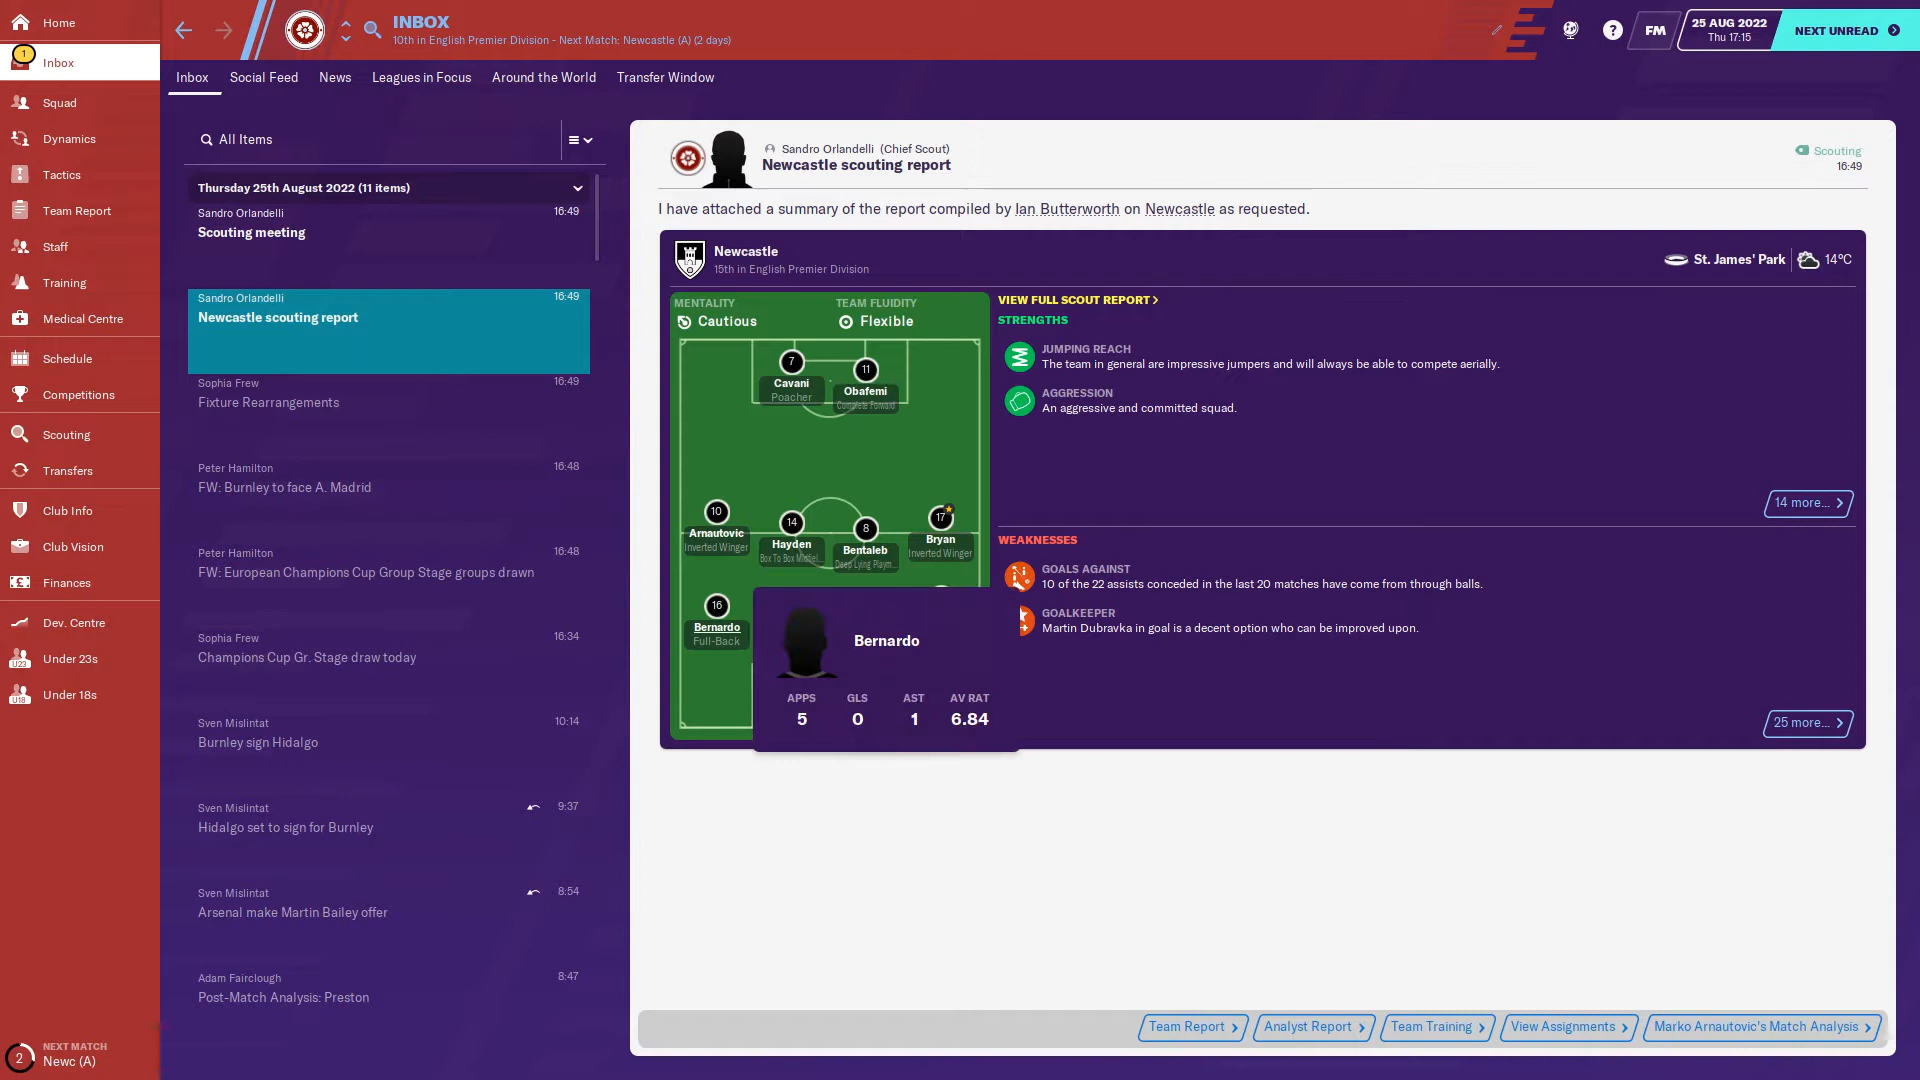 Home
1
Inbox
Squad
Dynamics
Tactics
Team Report
Staff
Training
Medical Centre
Schedule
Competitions
Scouting
Transfers
Club Info
Club Vision
Finances
Dev. Centre
U23
Under 23s
U18
Under 18s
2
NEXT MATCH
Newc (A)
INBOX
10th in English Premier Division - Next Match: Newcastle (A) (2 days)
?
FM
25 AUG 2022
Thu 17:15
NEXT UNREAD
Inbox
Social Feed
News
Leagues in Focus
Around the World
Transfer Window
All Items
Thursday 25th August 2022 (11 items)
Sandro Orlandelli 16:49
Scouting meeting
Sandro Orlandelli 16:49
Newcastle scouting report
Sophia Frew 16:49
Fixture Rearrangements
Peter Hamilton 16:48
FW: Burnley to face A. Madrid
Peter Hamilton 16:48
FW: European Champions Cup Group Stage groups drawn
Sophia Frew 16:34
Champions Cup Gr. Stage draw today
Sven Mislintat 10:14
Burnley sign Hidalgo
Sven Mislintat 9:37
Hidalgo set to sign for Burnley
Sven Mislintat 8:54
Arsenal make Martin Bailey offer
Adam Fairclough 8:47
Post-Match Analysis: Preston
Sandro Orlandelli (Chief Scout)
Newcastle scouting report
Scouting
16:49
I have attached a summary of the report compiled by Ian Butterworth on Newcastle as requested.
Newcastle
15th in English Premier Division
St. James' Park
14°C
MENTALITY
Cautious
TEAM FLUIDITY
Flexible
7
Cavani
Poacher
11
Obafemi
Complete Forward
10
Arnautovic
Inverted Winger
14
Hayden
Box To Box Midfiel...
8
Bentaleb
Deep Lying Playm...
17
Bryan
Inverted Winger
16
Bernardo
Full-Back
Bernardo
APPS GLS AST AV RAT
5 0 1 6.84
VIEW FULL SCOUT REPORT >
STRENGTHS
JUMPING REACH
The team in general are impressive jumpers and will always be able to compete aerially.
AGGRESSION
An aggressive and committed squad.
14 more...
WEAKNESSES
GOALS AGAINST
10 of the 22 assists conceded in the last 20 matches have come from through balls.
GOALKEEPER
Martin Dubravka in goal is a decent option who can be improved upon.
25 more...
Team Report
Analyst Report
Team Training
View Assignments
Marko Arnautovic's Match Analysis